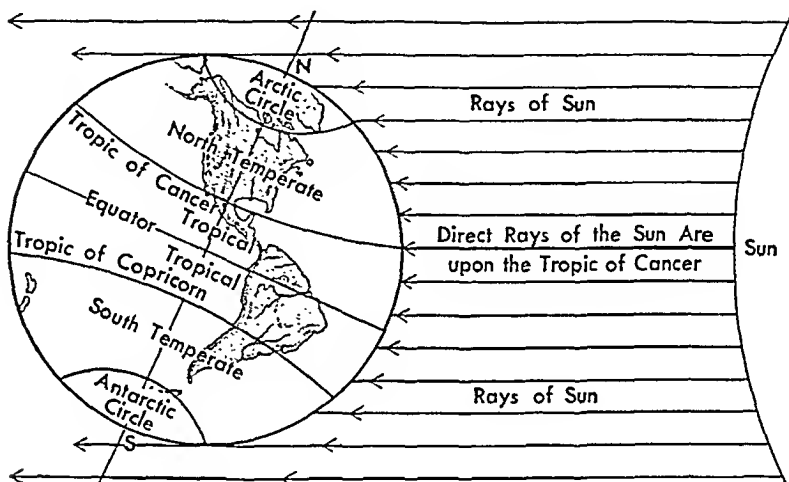 N
Arctic
Circle
Rays of Sun
North Temperate
Tropic of Cancer
Tropical
Equator
Tropical
Tropic of Copricorn
South Temperate
Direct Rays of the Sun Are
upon the Tropic of Cancer
Sun
Rays of Sun
Antarctic
Circle
S